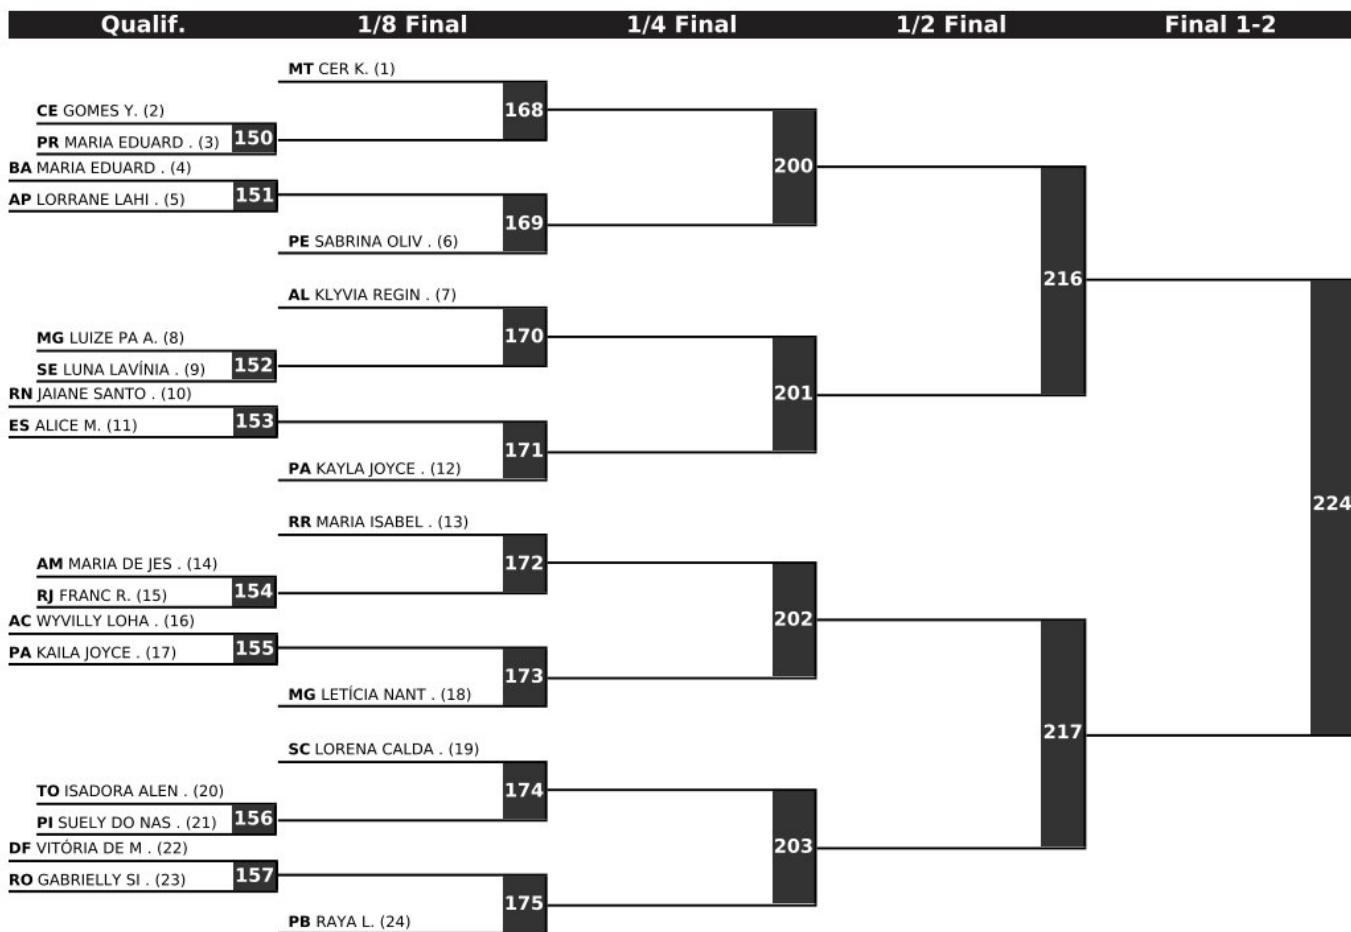 Qualif. 1/8 Final 1/4 Final 1/2 Final Final 1-2
MT CER K. (1)
168
CE GOMES Y. (2)
150
PR MARIA EDUARD . (3)
BA MARIA EDUARD . (4)
200
151
AP LORRANE LAHI . (5)
169
PE SABRINA OLIV . (6)
216
AL KLYVIA REGIN . (7)
170
MG LUIZE PA A. (8)
152
SE LUNA LAVÍNIA . (9)
RN JAIANE SANTO . (10)
201
153
ES ALICE M. (11)
171
PA KAYLA JOYCE . (12)
224
RR MARIA ISABEL . (13)
172
AM MARIA DE JES . (14)
154
RJ FRANC R. (15)
AC WYVILLY LOHA . (16)
202
155
PA KAILA JOYCE . (17)
173
MG LETÍCIA NANT . (18)
217
SC LORENA CALDA . (19)
174
TO ISADORA ALEN . (20)
156
PI SUELY DO NAS . (21)
DF VITÓRIA DE M . (22)
203
157
RO GABRIELLY SI . (23)
175
PB RAYA L. (24)